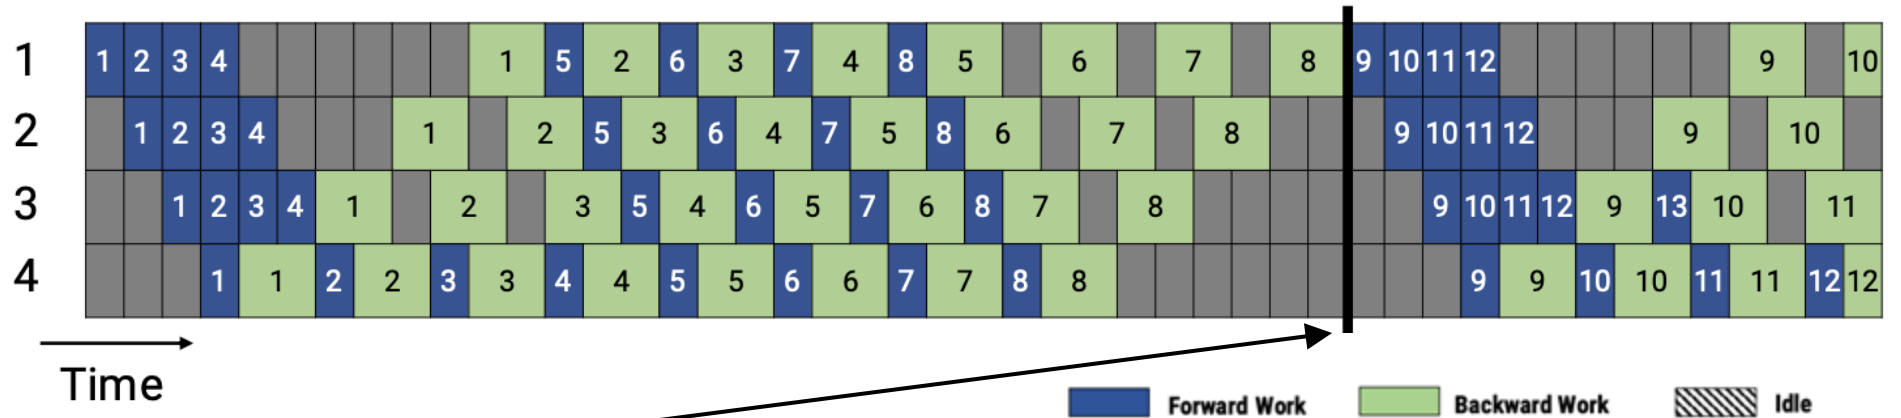 1 1 2 3 4 1 5 2 6 3 7 4 8 5 6 7 8 9 10 11 12 9 10
2 1 2 3 4 1 2 5 3 6 4 7 5 8 6 7 8 9 10 11 12 9 10
3 1 2 3 4 1 2 3 5 4 6 5 7 6 8 7 8 9 10 11 12 9 13 10 11
4 1 1 2 2 3 3 4 4 5 5 6 6 7 7 8 8 9 9 10 10 11 11 12 12
Time
Forward Work Backward Work Idle